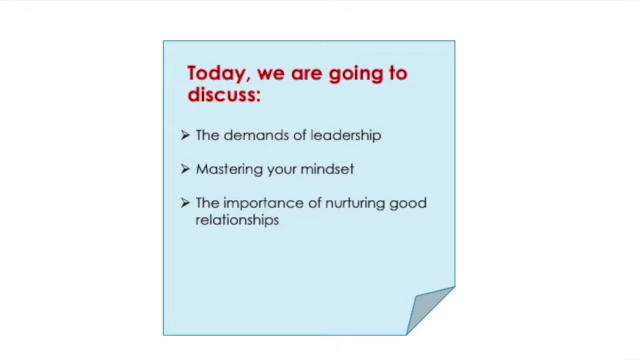 Today, we are going to
discuss:
➢ The demands of leadership
➢ Mastering your mindset
➢ The importance of nurturing good
relationships